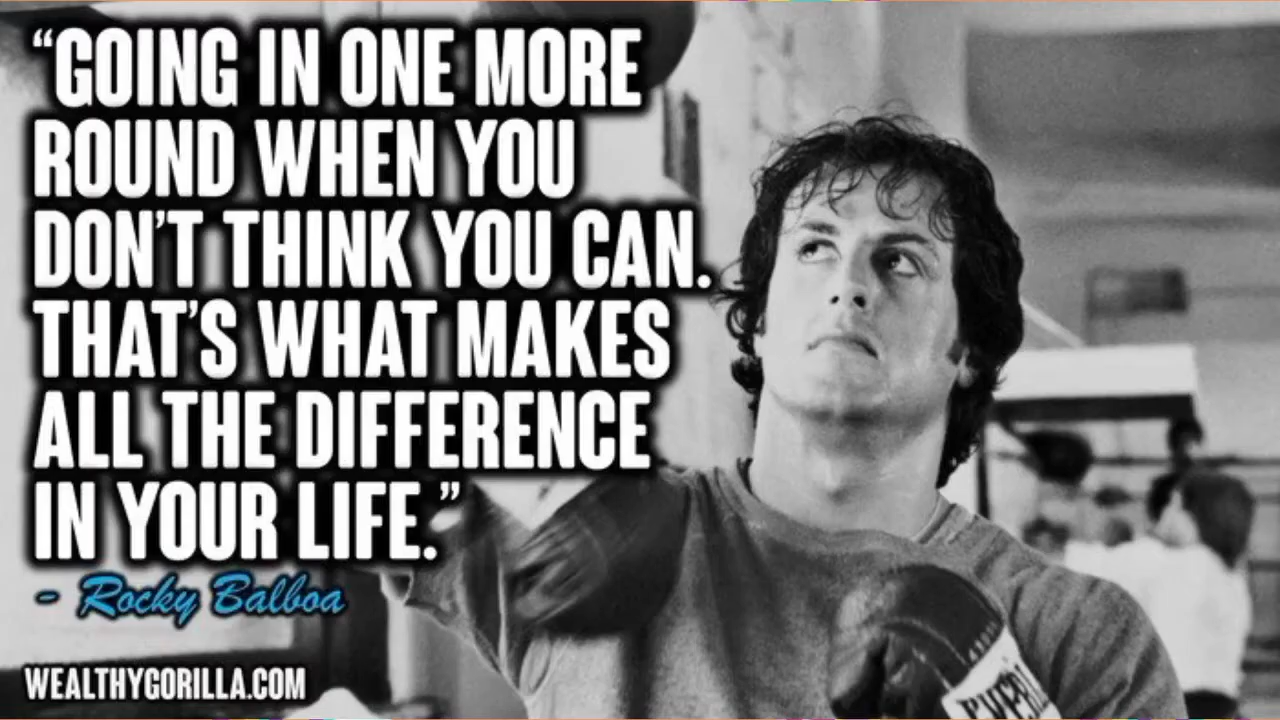 “GOING IN ONE MORE
ROUND WHEN YOU
DON’T THINK YOU CAN.
THAT’S WHAT MAKES
ALL THE DIFFERENCE
IN YOUR LIFE.”
- Rocky Balboa
WEALTHYGORILLA.COM